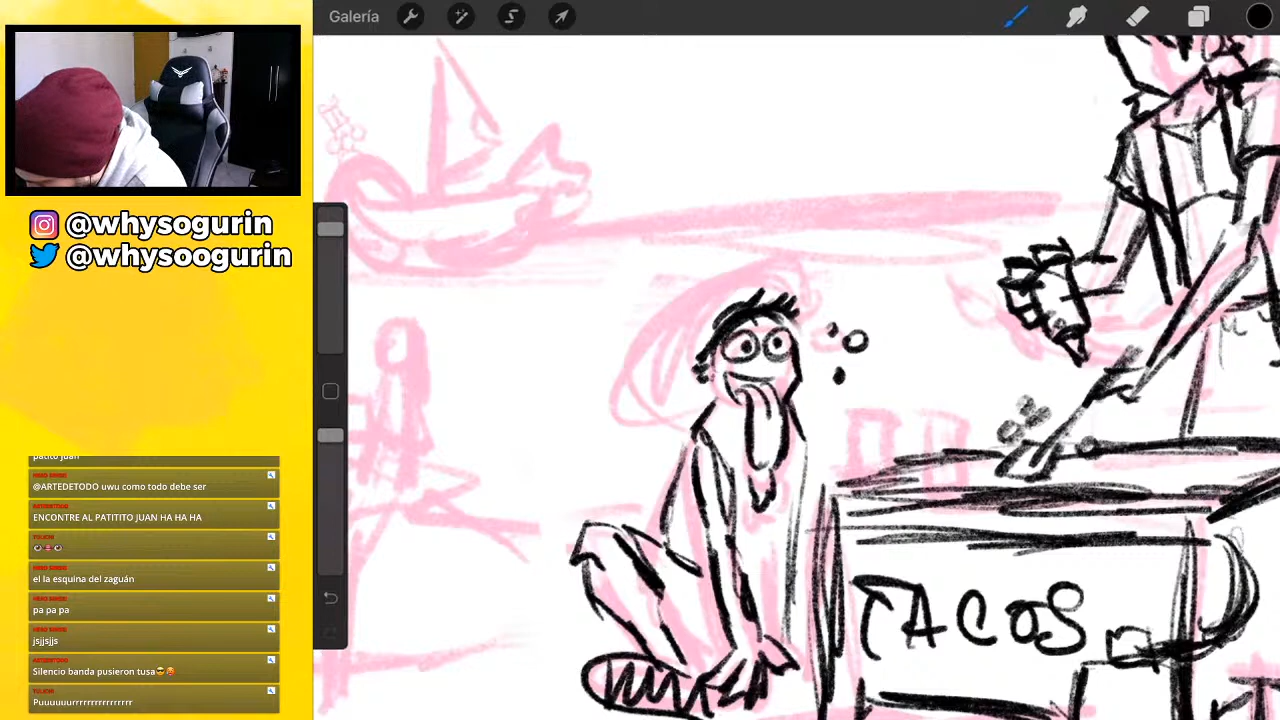 Galería
@whysogurin
@whysoogurin
patito juan
@ARTEDETODO uwu como todo debe ser
ENCONTRE AL PATITITO JUAN HA HA HA
el la esquina del zaguán
pa pa pa
jsjjsjjs
Silencio banda pusieron tusa😎🥵
Puuuuuurrrrrrrrrrrrrrrr
TACOS